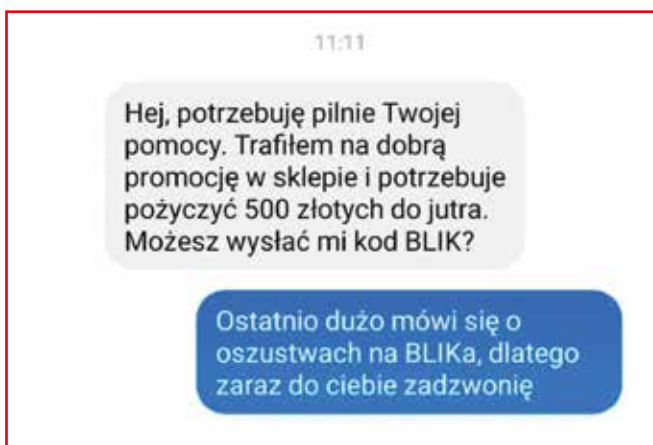 11:11
Hej, potrzebuję pilnie Twojej
pomocy. Trafiłem na dobrą
promocję w sklepie i potrzebuje
pożyczyć 500 złotych do jutra.
Możesz wysłać mi kod BLIK?
Ostatnio dużo mówi się o
oszustwach na BLIKa, dlatego
zaraz do ciebie zadzwonię